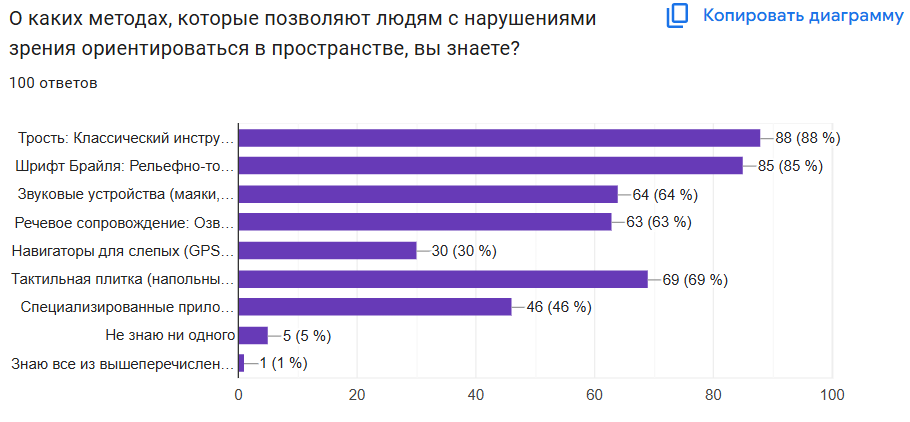 О каких методах, которые позволяют людям с нарушениями
зрения ориентироваться в пространстве, вы знаете?
Копировать диаграмму
100 ответов
Трость: Классический инстру… 88 (88 %)
Шрифт Брайля: Рельефно-то… 85 (85 %)
Звуковые устройства (маяки,… 64 (64 %)
Речевое сопровождение: Озв… 63 (63 %)
Навигаторы для слепых (GPS… 30 (30 %)
Тактильная плитка (напольны… 69 (69 %)
Специализированные прило… 46 (46 %)
Не знаю ни одного 5 (5 %)
Знаю все из вышеперечислен… 1 (1 %)
0 20 40 60 80 100